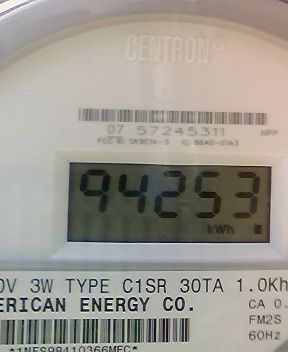 CENTRON®
07 57245311 HPP
94253
kWh
0V 3W TYPE C1SR 30TA 1.0Kh
ERICAN ENERGY CO. CA 0.
FM2S
60Hz